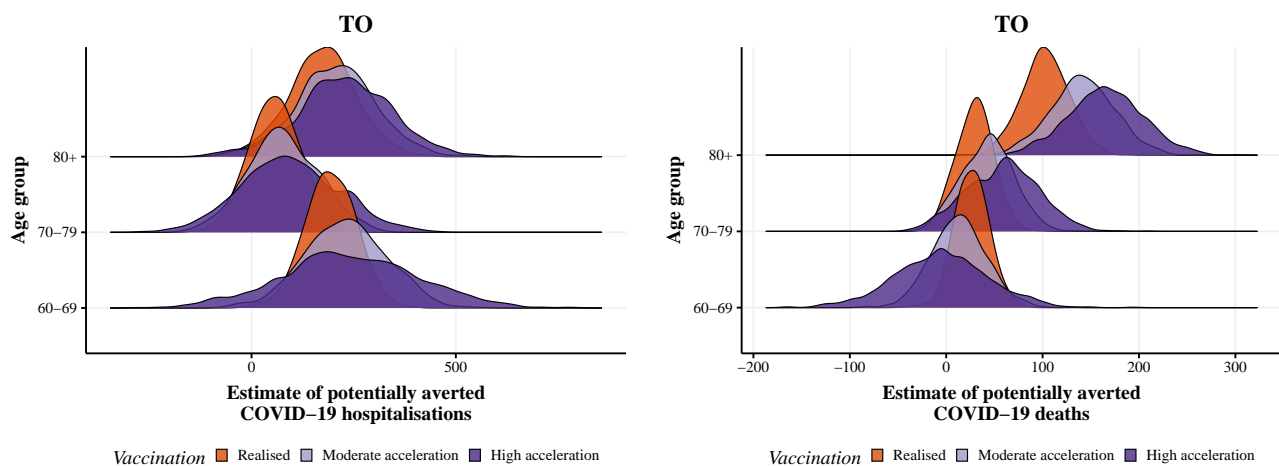 TO
Age group
80+
70−79
60−69
0
500
Estimate of potentially averted
COVID−19 hospitalisations
Vaccination Realised Moderate acceleration High acceleration
TO
Age group
80+
70−79
60−69
−200
−100
0
100
200
300
Estimate of potentially averted
COVID−19 deaths
Vaccination Realised Moderate acceleration High acceleration